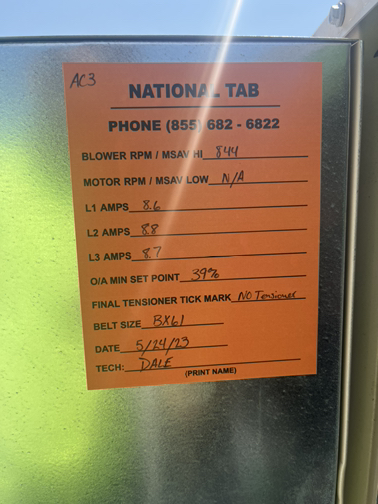 AC3
NATIONAL TAB
PHONE (855) 682 - 6822
BLOWER RPM / MSAV HI 844
MOTOR RPM / MSAV LOW N/A
L1 AMPS 8.6
L2 AMPS 8.8
L3 AMPS 8.7
O/A MIN SET POINT 39%
FINAL TENSIONER TICK MARK NO Tensioner
BELT SIZE BX61
DATE 5/24/23
TECH: DALE
(PRINT NAME)